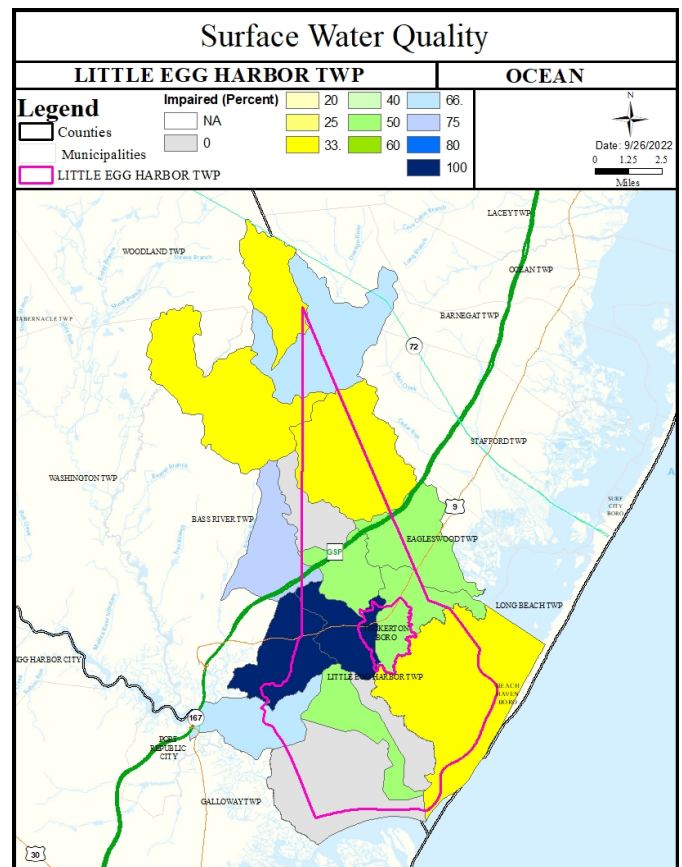 Surface Water Quality
LITTLE EGG HARBOR TWP
OCEAN
Legend
Counties
Municipalities
LITTLE EGG HARBOR TWP
Impaired (Percent)
NA
0
20
25
33.
40
50
60
66.
75
80
100
N
Date: 9/26/2022
0 1.25 2.5
Miles
LACEY TWP
WOODLAND TWP
OCEAN TWP
BARNEGAT TWP
72
STAFFORD TWP
WASHINGTON TWP
BASS RIVER TWP
9
SURF
CITY
BORO
GSP
EAGLESWOOD TWP
LONG BEACH TWP
BORO
EGG HARBOR CITY
LITTLE EGG HARBOR TWP
BEACH
HAVEN
BORO
167
PORT
REPUBLIC
CITY
GALLOWAY TWP
30